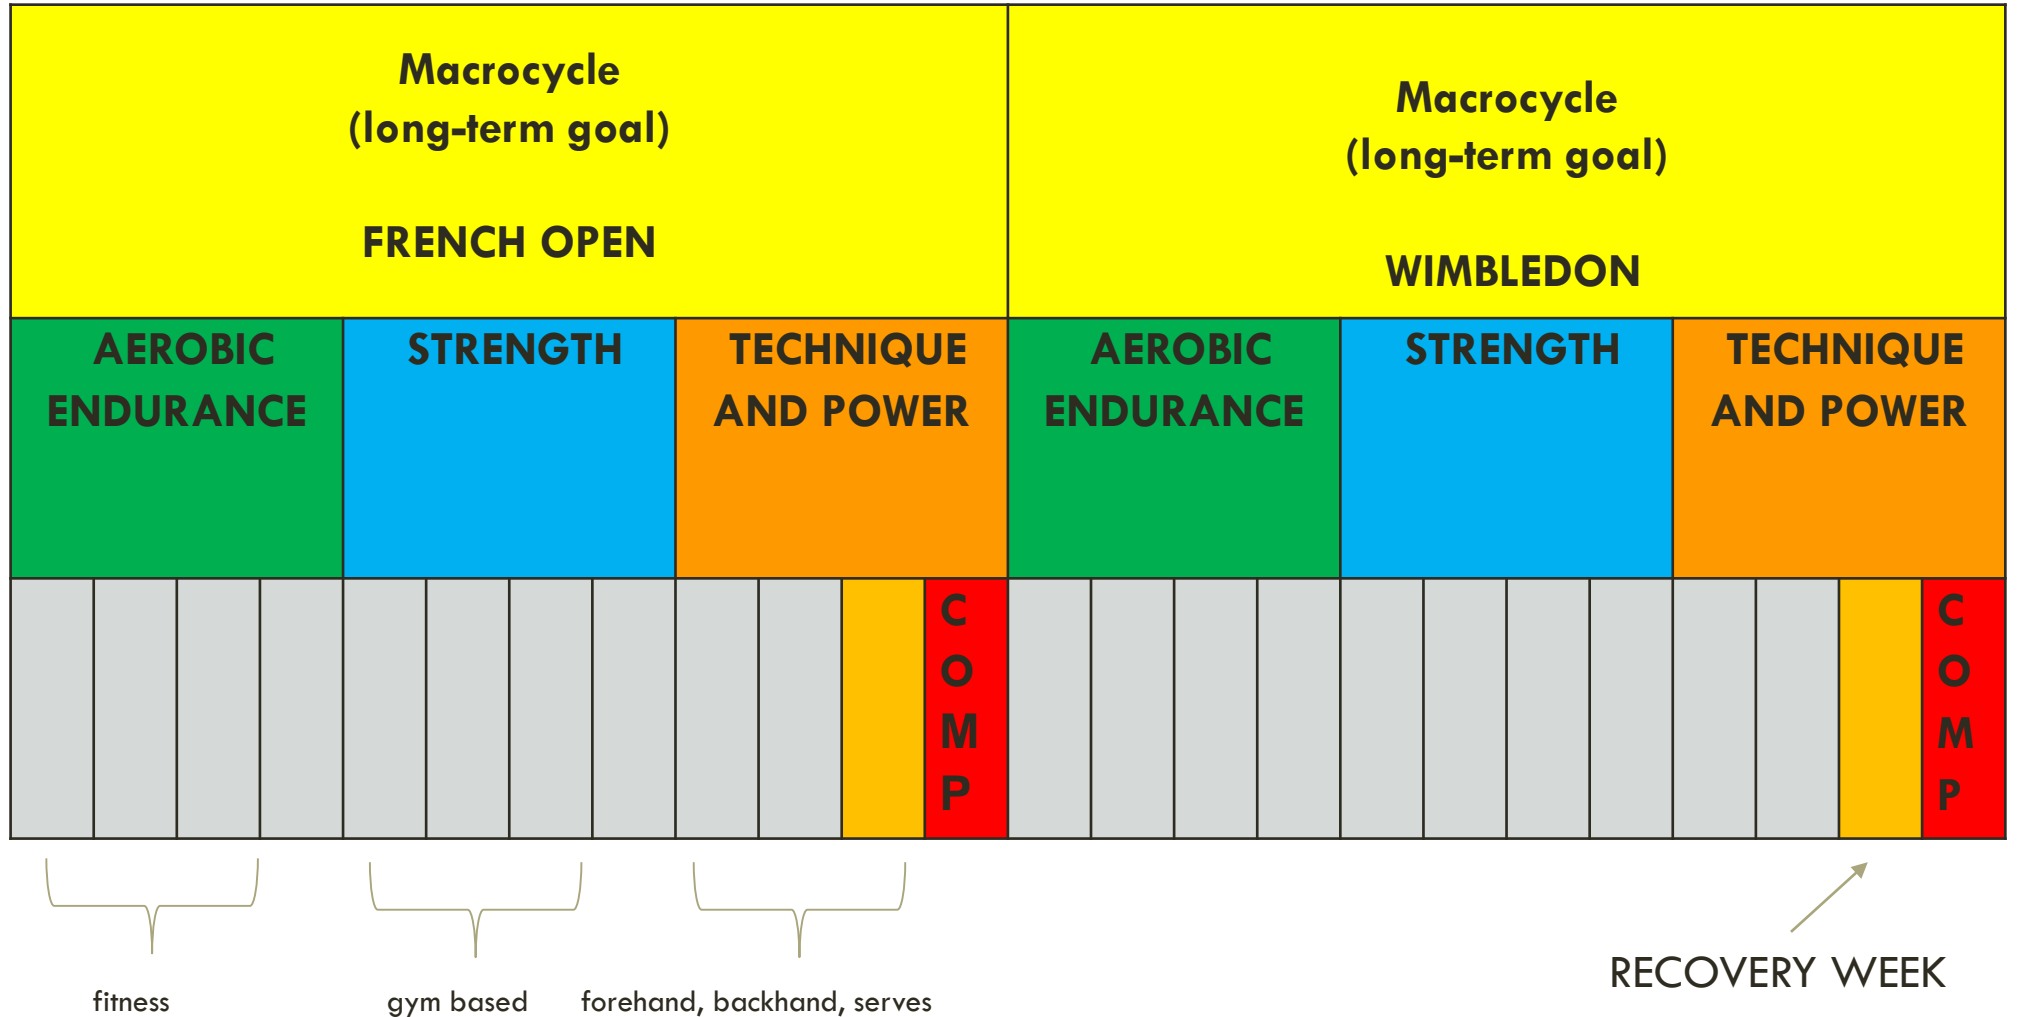 Macrocycle
(long-term goal)
FRENCH OPEN
Macrocycle
(long-term goal)
WIMBLEDON
AEROBIC
ENDURANCE
STRENGTH
TECHNIQUE
AND POWER
AEROBIC
ENDURANCE
STRENGTH
TECHNIQUE
AND POWER
C
O
M
P
C
O
M
P
fitness
gym based
forehand, backhand, serves
RECOVERY WEEK